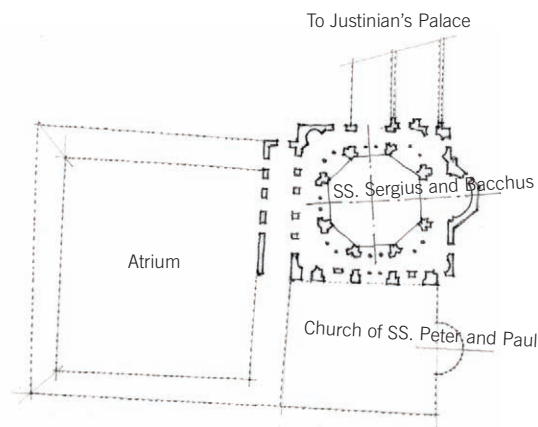 To Justinian's Palace
SS. Sergius and Bacchus
Atrium
Church of SS. Peter and Paul